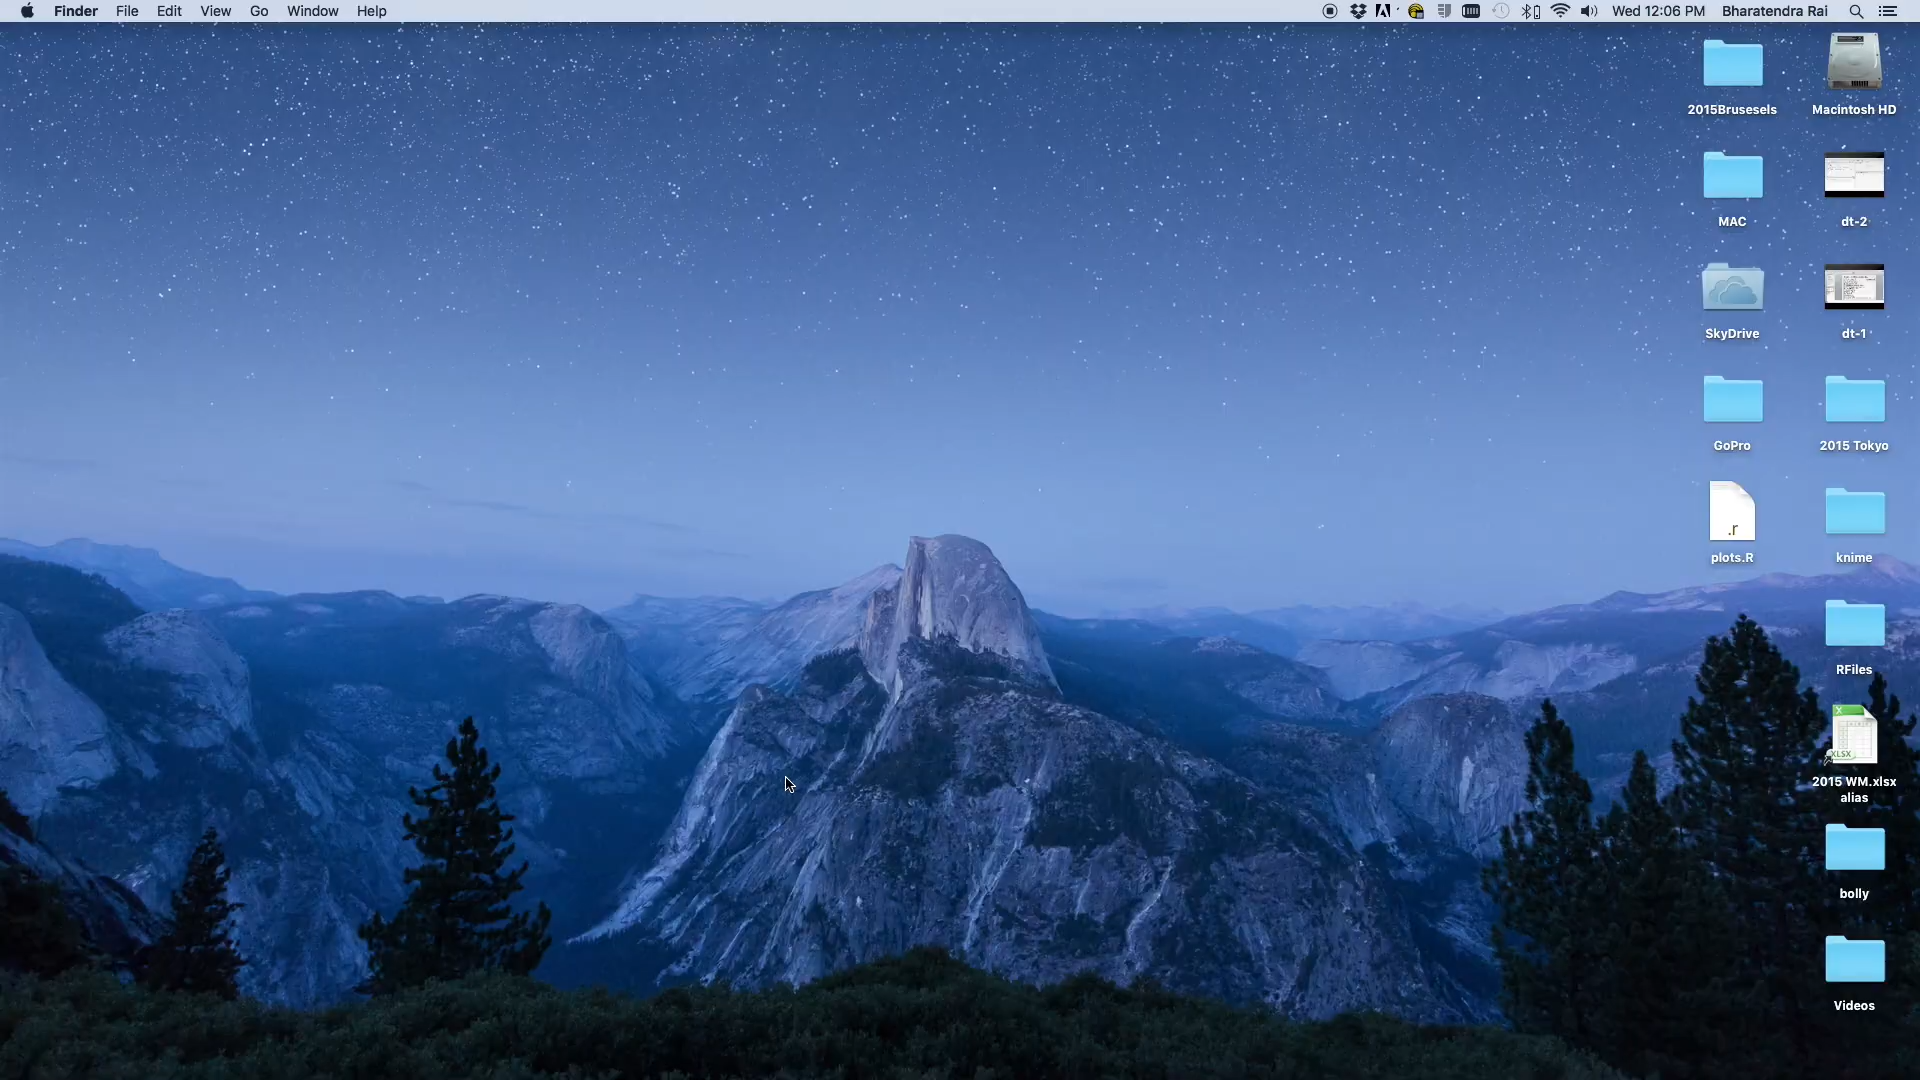 Finder File Edit View Go Window Help Wed 12:06 PM Bharatendra Rai
2015Brusesels Macintosh HD
MAC dt-2
SkyDrive dt-1
GoPro 2015 Tokyo
.r
plots.R knime
RFiles
XLSX
2015 WM.xlsx
alias
bolly
Videos